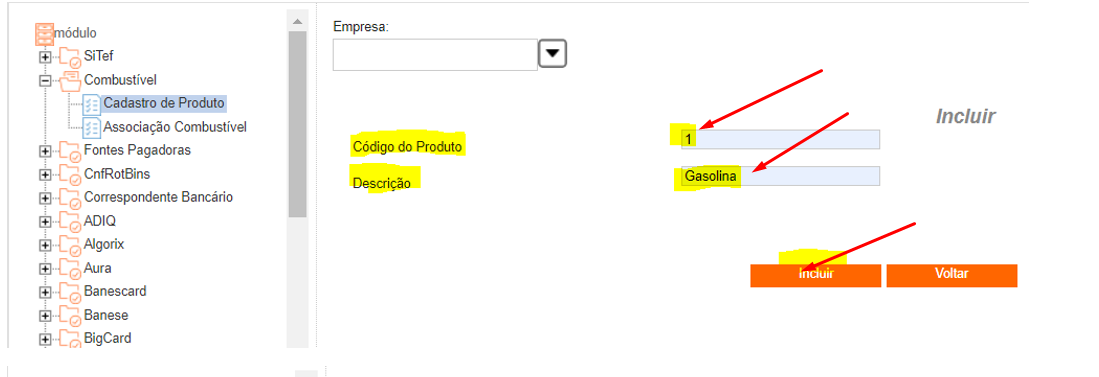 módulo
SiTef
Combustível
Cadastro de Produto
Associação Combustível
Fontes Pagadoras
CnfRotBins
Correspondente Bancário
ADIQ
Algorix
Aura
Banescard
Banese
BigCard
Empresa:
Incluir
Código do Produto 1
Descrição Gasolina
Incluir Voltar